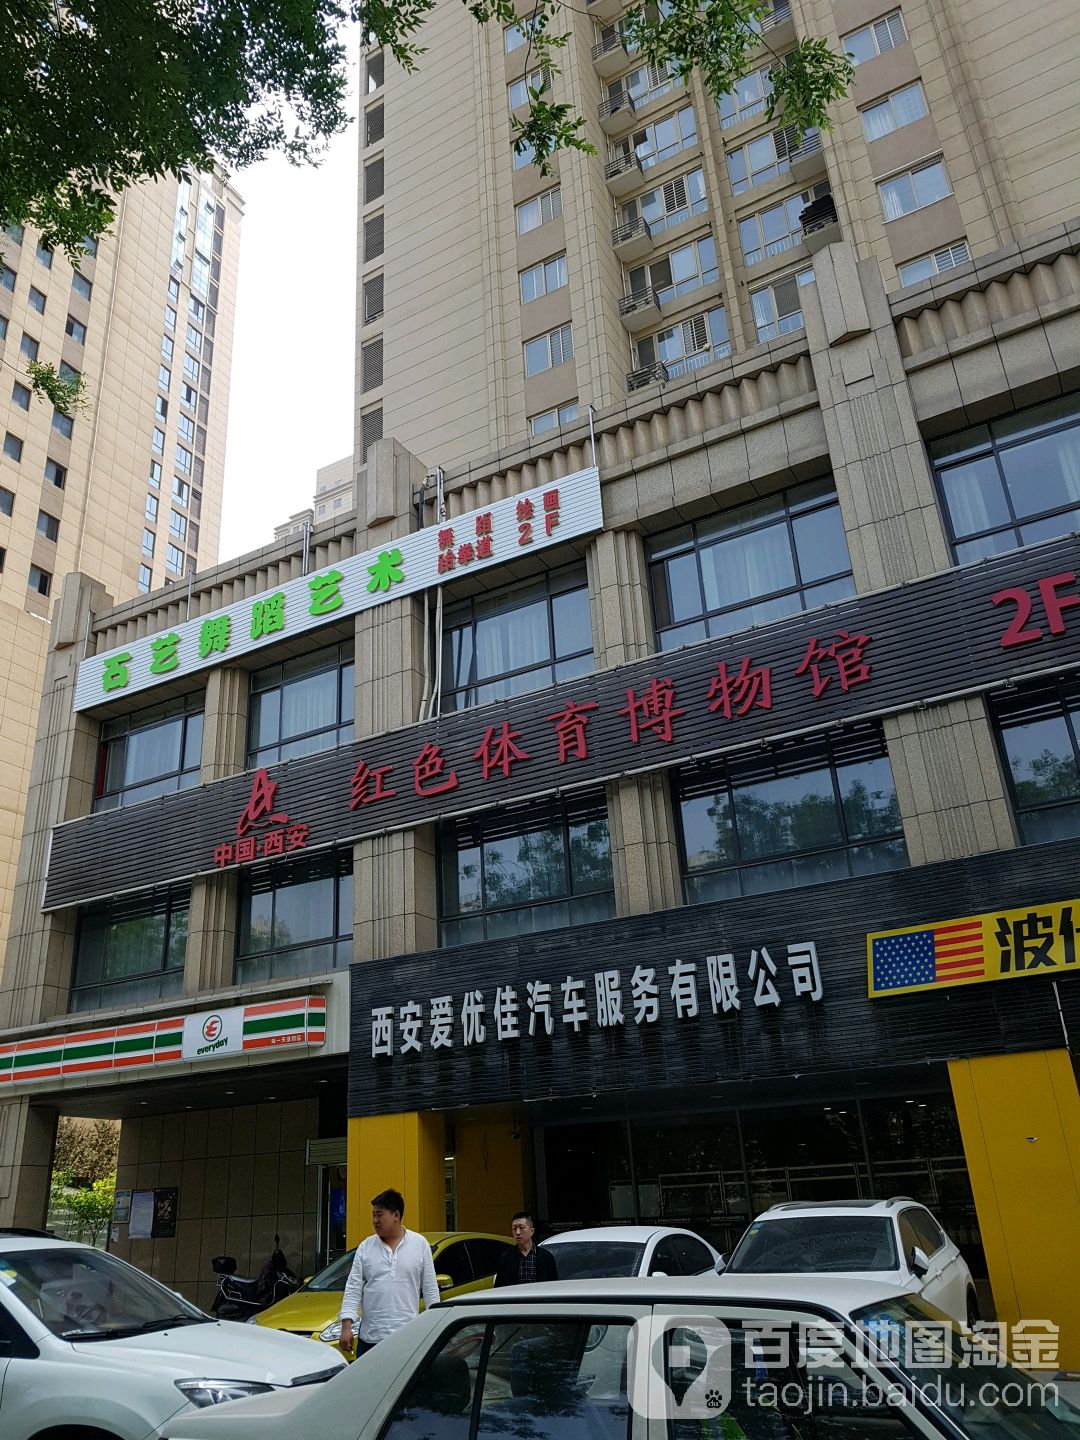 石艺舞蹈艺术
舞蹈 绘画
跆拳道 2F
红色体育博物馆
2F
中国·西安
西安爱优佳汽车服务有限公司
everyday
百度地图淘金
taojin.baidu.com